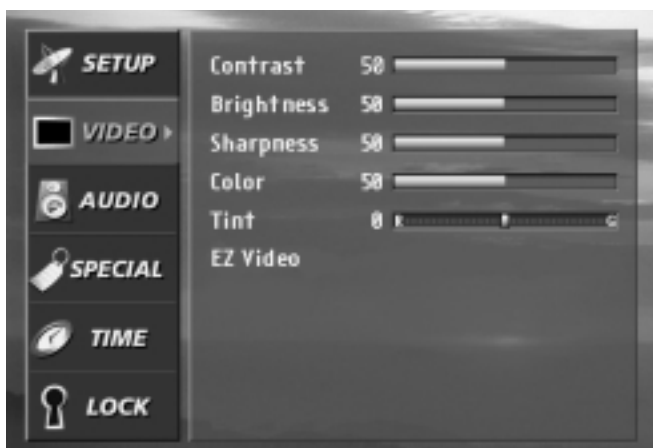 SETUP
VIDEO
AUDIO
SPECIAL
TIME
LOCK
Contrast 50
Brightness 50
Sharpness 50
Color 50
Tint 0 R G
EZ Video